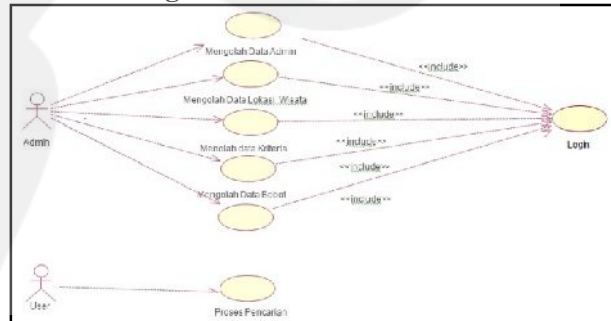 Mengolah Data Admin
<<include>>
<<include>>
Mengolah Data Lokasi Wisata
<<include>>
Admin
Login
Mengolah data Kriteria
<<include>>
Mengolah Data Bobot
<<include>>
User
Proses Pencarian